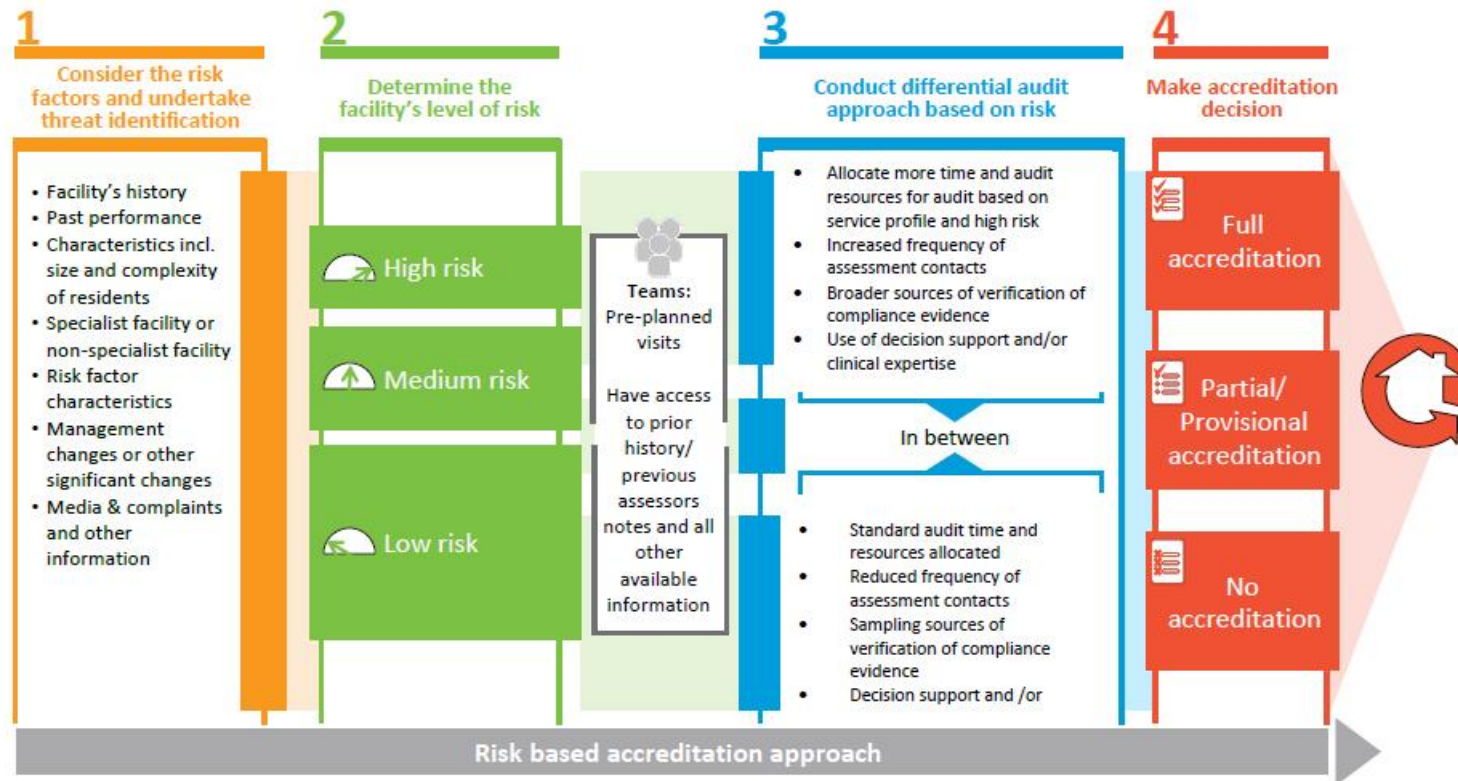 1
Consider the risk
factors and undertake
threat identification
• Facility's history
• Past performance
• Characteristics incl.
size and complexity
of residents
• Specialist facility or
non-specialist facility
• Risk factor
characteristics
• Management
changes or other
significant changes
• Media & complaints
and other
information
2
Determine the
facility's level of risk
High risk
Medium risk
Low risk
Teams:
Pre-planned
visits
Have access
to prior
history/
previous
assessors
notes and all
other
available
information
3
Conduct differential audit
approach based on risk
• Allocate more time and audit
resources for audit based on
service profile and high risk
• Increased frequency of
assessment contacts
• Broader sources of verification of
compliance evidence
• Use of decision support and/or
clinical expertise
In between
• Standard audit time and
resources allocated
• Reduced frequency of
assessment contacts
• Sampling sources of
verification of compliance
evidence
• Decision support and /or
4
Make accreditation
decision
Full
accreditation
Partial/
Provisional
accreditation
No
accreditation
Risk based accreditation approach